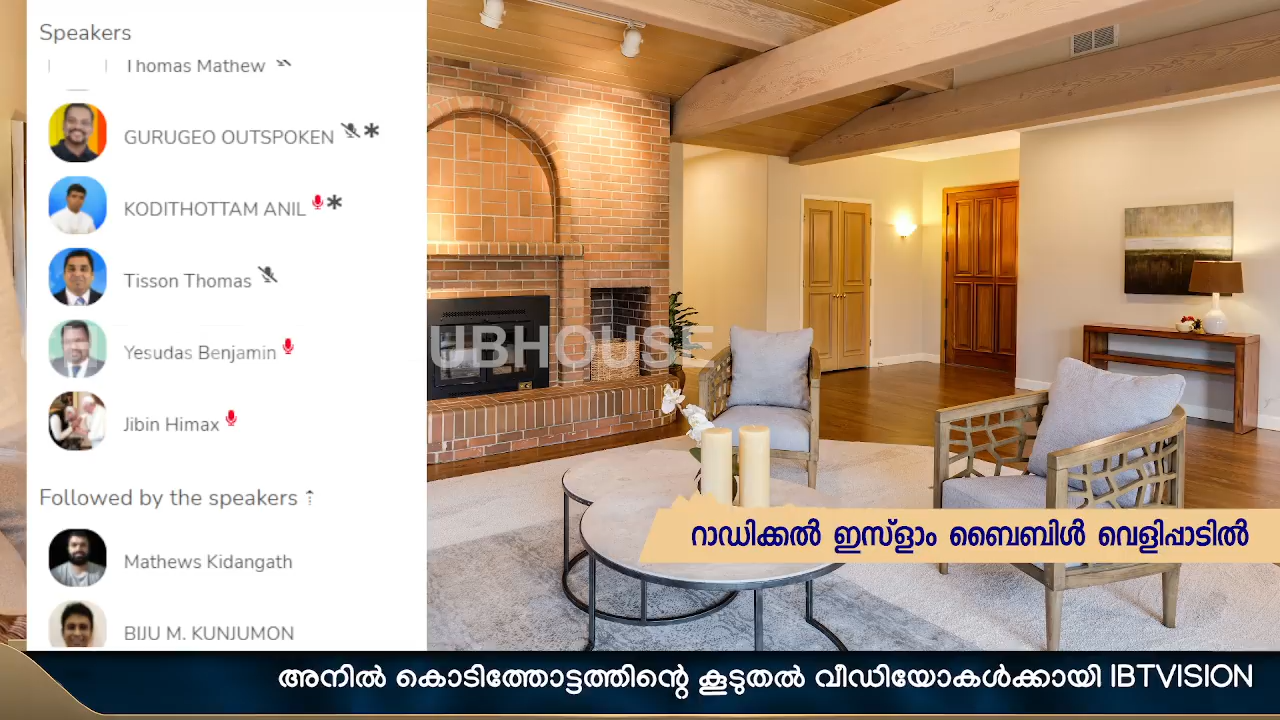 Speakers
Thomas Mathew
GURUGEO OUTSPOKEN
KODITHOTTAM ANIL
Tisson Thomas
Yesudas Benjamin
Jibin Himax
Followed by the speakers
Mathews Kidangath
BIJU M. KUNJUMON
UBHOUSE
റാഡിക്കൽ ഇസ്ളാം ബൈബിൾ വെളിപ്പാടിൽ
അനിൽ കൊടിത്തോട്ടത്തിന്റെ കൂടുതൽ വീഡിയോകൾക്കായി IBTVISION